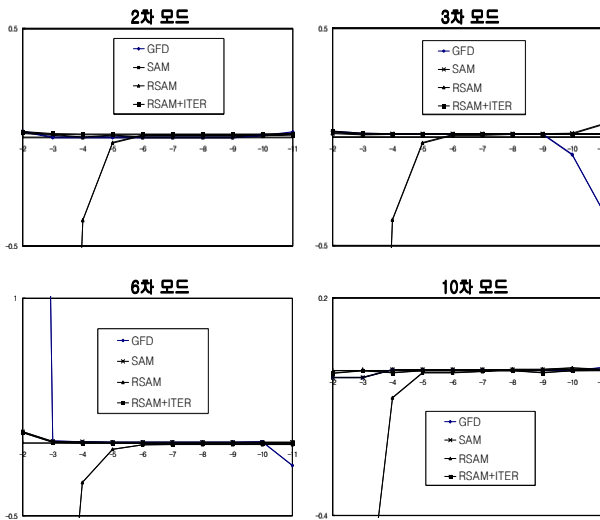 2차 모드
0.5
GFD
SAM
RSAM
RSAM+ITER
-2 -3 -4 -5 -6 -7 -8 -9 -10 -11
-0.5
3차 모드
0.5
GFD
SAM
RSAM
RSAM+ITER
-2 -3 -4 -5 -6 -7 -8 -9 -10
-0.5
6차 모드
1
GFD
SAM
RSAM
RSAM+ITER
-2 -3 -4 -5 -6 -7 -8 -9 -10 -11
-0.5
10차 모드
0.2
-2 -3 -4 -5 -6 -7 -8 -9 -10
GFD
SAM
RSAM
RSAM+ITER
-0.4